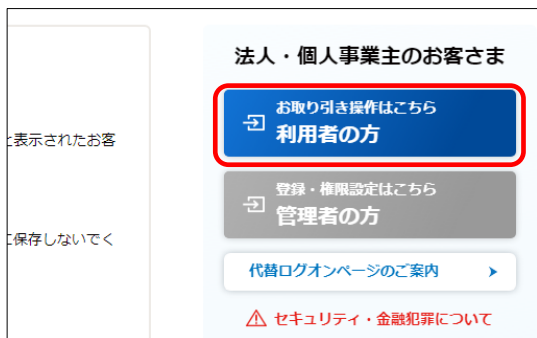 法人・個人事業主のお客さま
お取り引き操作はこちら
利用者の方
と表示されたお客
登録・権限設定はこちら
管理者の方
に保存しないでく
代替ログオンページのご案内
セキュリティ・金融犯罪について